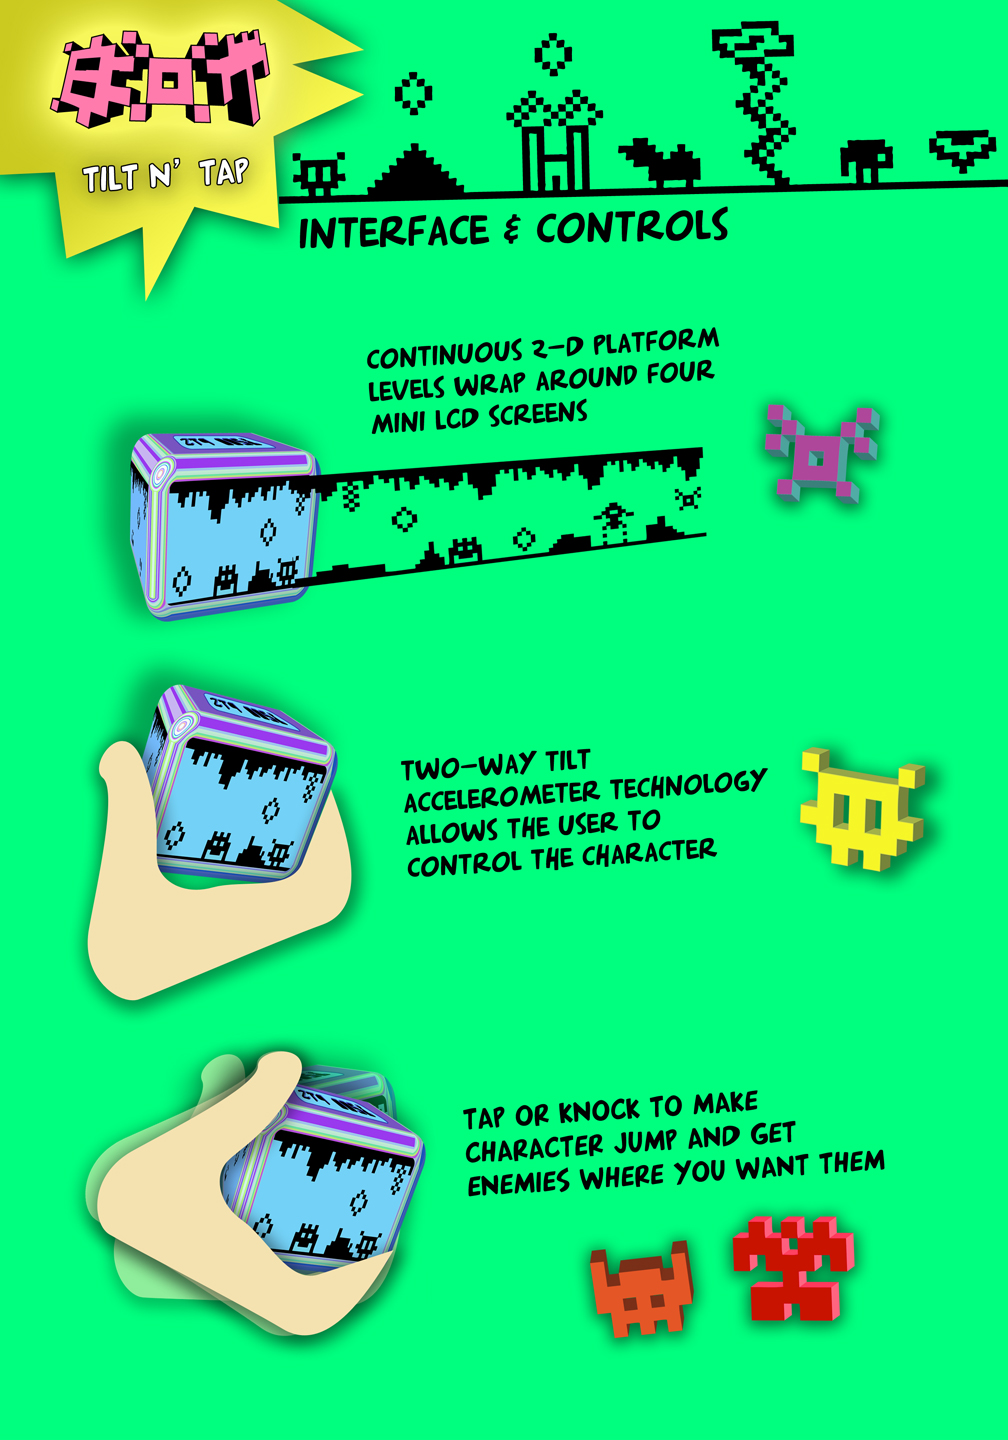 TILT N' TAP
INTERFACE & CONTROLS
CONTINUOUS 2-D PLATFORM
LEVELS WRAP AROUND FOUR
MINI LCD SCREENS
TWO-WAY TILT
ACCELEROMETER TECHNOLOGY
ALLOWS THE USER TO
CONTROL THE CHARACTER
TAP OR KNOCK TO MAKE
CHARACTER JUMP AND GET
ENEMIES WHERE YOU WANT THEM